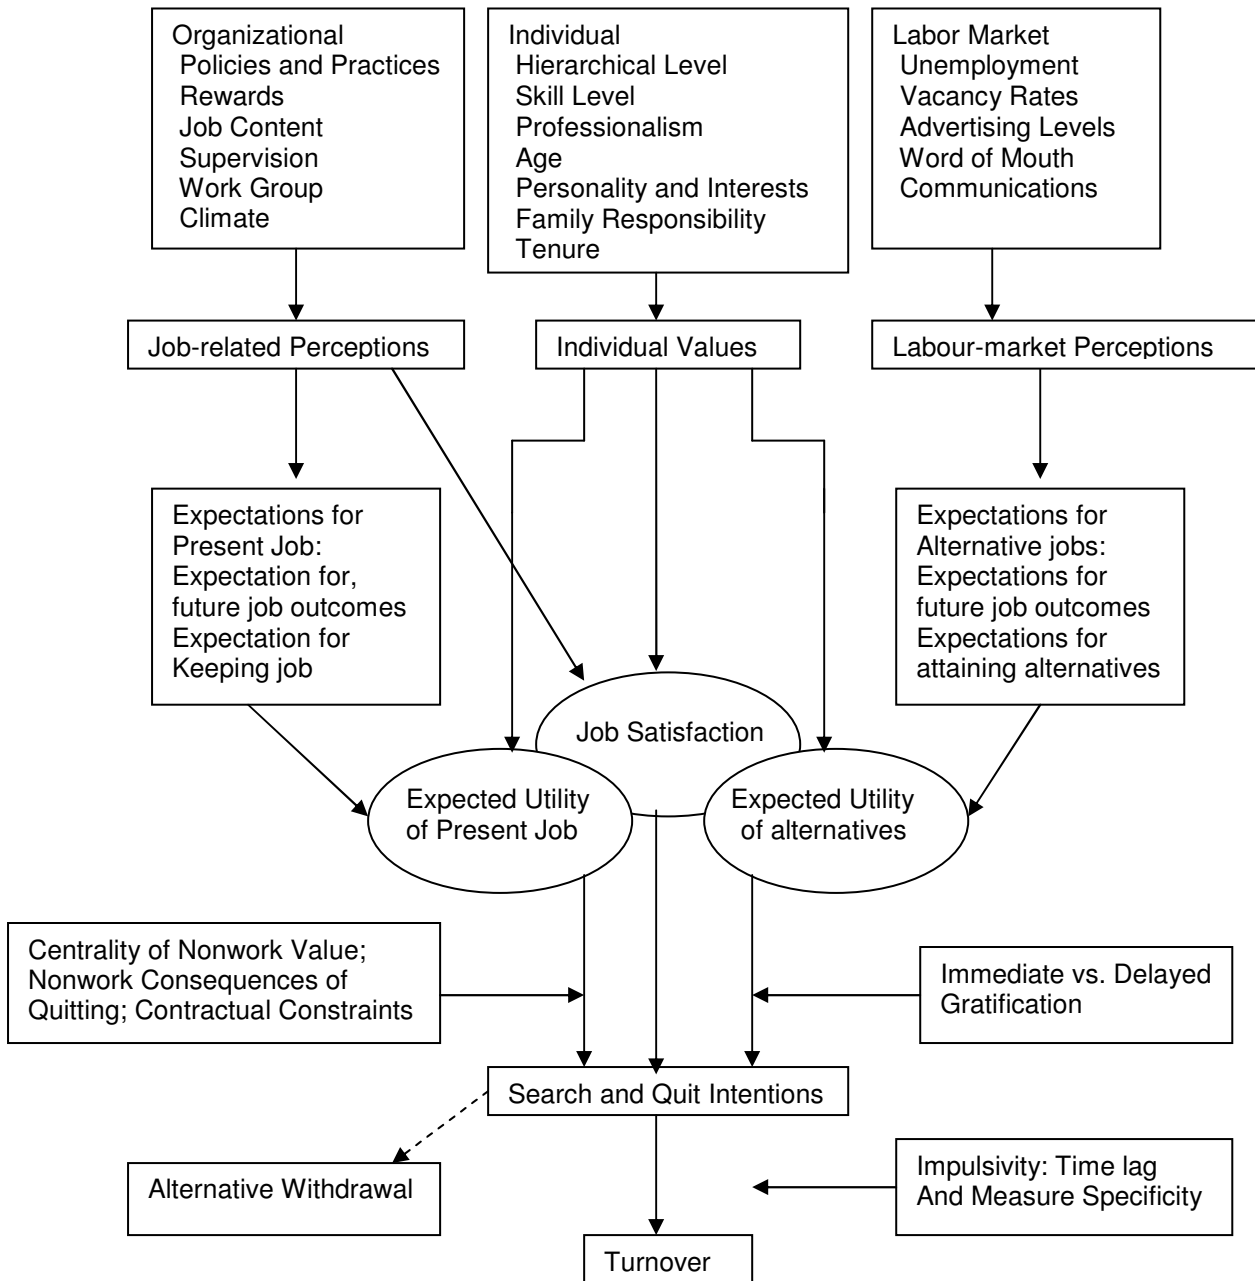 Organizational
Policies and Practices
Rewards
Job Content
Supervision
Work Group
Climate
Individual
Hierarchical Level
Skill Level
Professionalism
Age
Personality and Interests
Family Responsibility
Tenure
Labor Market
Unemployment
Vacancy Rates
Advertising Levels
Word of Mouth
Communications
Job-related Perceptions
Individual Values
Labour-market Perceptions
Expectations for
Present Job:
Expectation for,
future job outcomes
Expectation for
Keeping job
Expectations for
Alternative jobs:
Expectations for
future job outcomes
Expectations for
attaining alternatives
Job Satisfaction
Expected Utility
of Present Job
Expected Utility
of alternatives
Centrality of Nonwork Value;
Nonwork Consequences of
Quitting; Contractual Constraints
Immediate vs. Delayed
Gratification
Search and Quit Intentions
Alternative Withdrawal
Impulsivity: Time lag
And Measure Specificity
Turnover